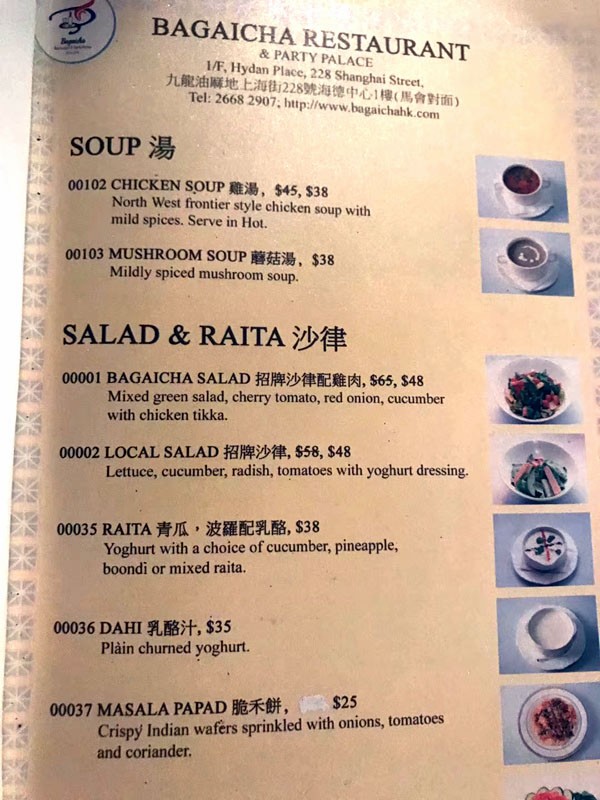 Bagaicha
BAGAICHA RESTAURANT
& PARTY PALACE
1/F, Hydan Place, 228 Shanghai Street,
九龍油麻地上海街228號海德中心1樓(馬會對面)
Tel: 2668 2907; http://www.bagaichahk.com
SOUP 湯
00102 CHICKEN SOUP 雞湯, $45, $38
North West frontier style chicken soup with
mild spices. Serve in Hot.
00103 MUSHROOM SOUP 蘑菇湯, $38
Mildly spiced mushroom soup.
SALAD & RAITA 沙律
00001 BAGAICHA SALAD 招牌沙律配雞肉, $65, $48
Mixed green salad, cherry tomato, red onion, cucumber
with chicken tikka.
00002 LOCAL SALAD 招牌沙律, $58, $48
Lettuce, cucumber, radish, tomatoes with yoghurt dressing.
00035 RAITA 青瓜，波羅配乳酪, $38
Yoghurt with a choice of cucumber, pineapple,
boondi or mixed raita.
00036 DAHI 乳酪汁, $35
Plain churned yoghurt.
00037 MASALA PAPAD 脆禾餅, $25
Crispy Indian wafers sprinkled with onions, tomatoes
and coriander.